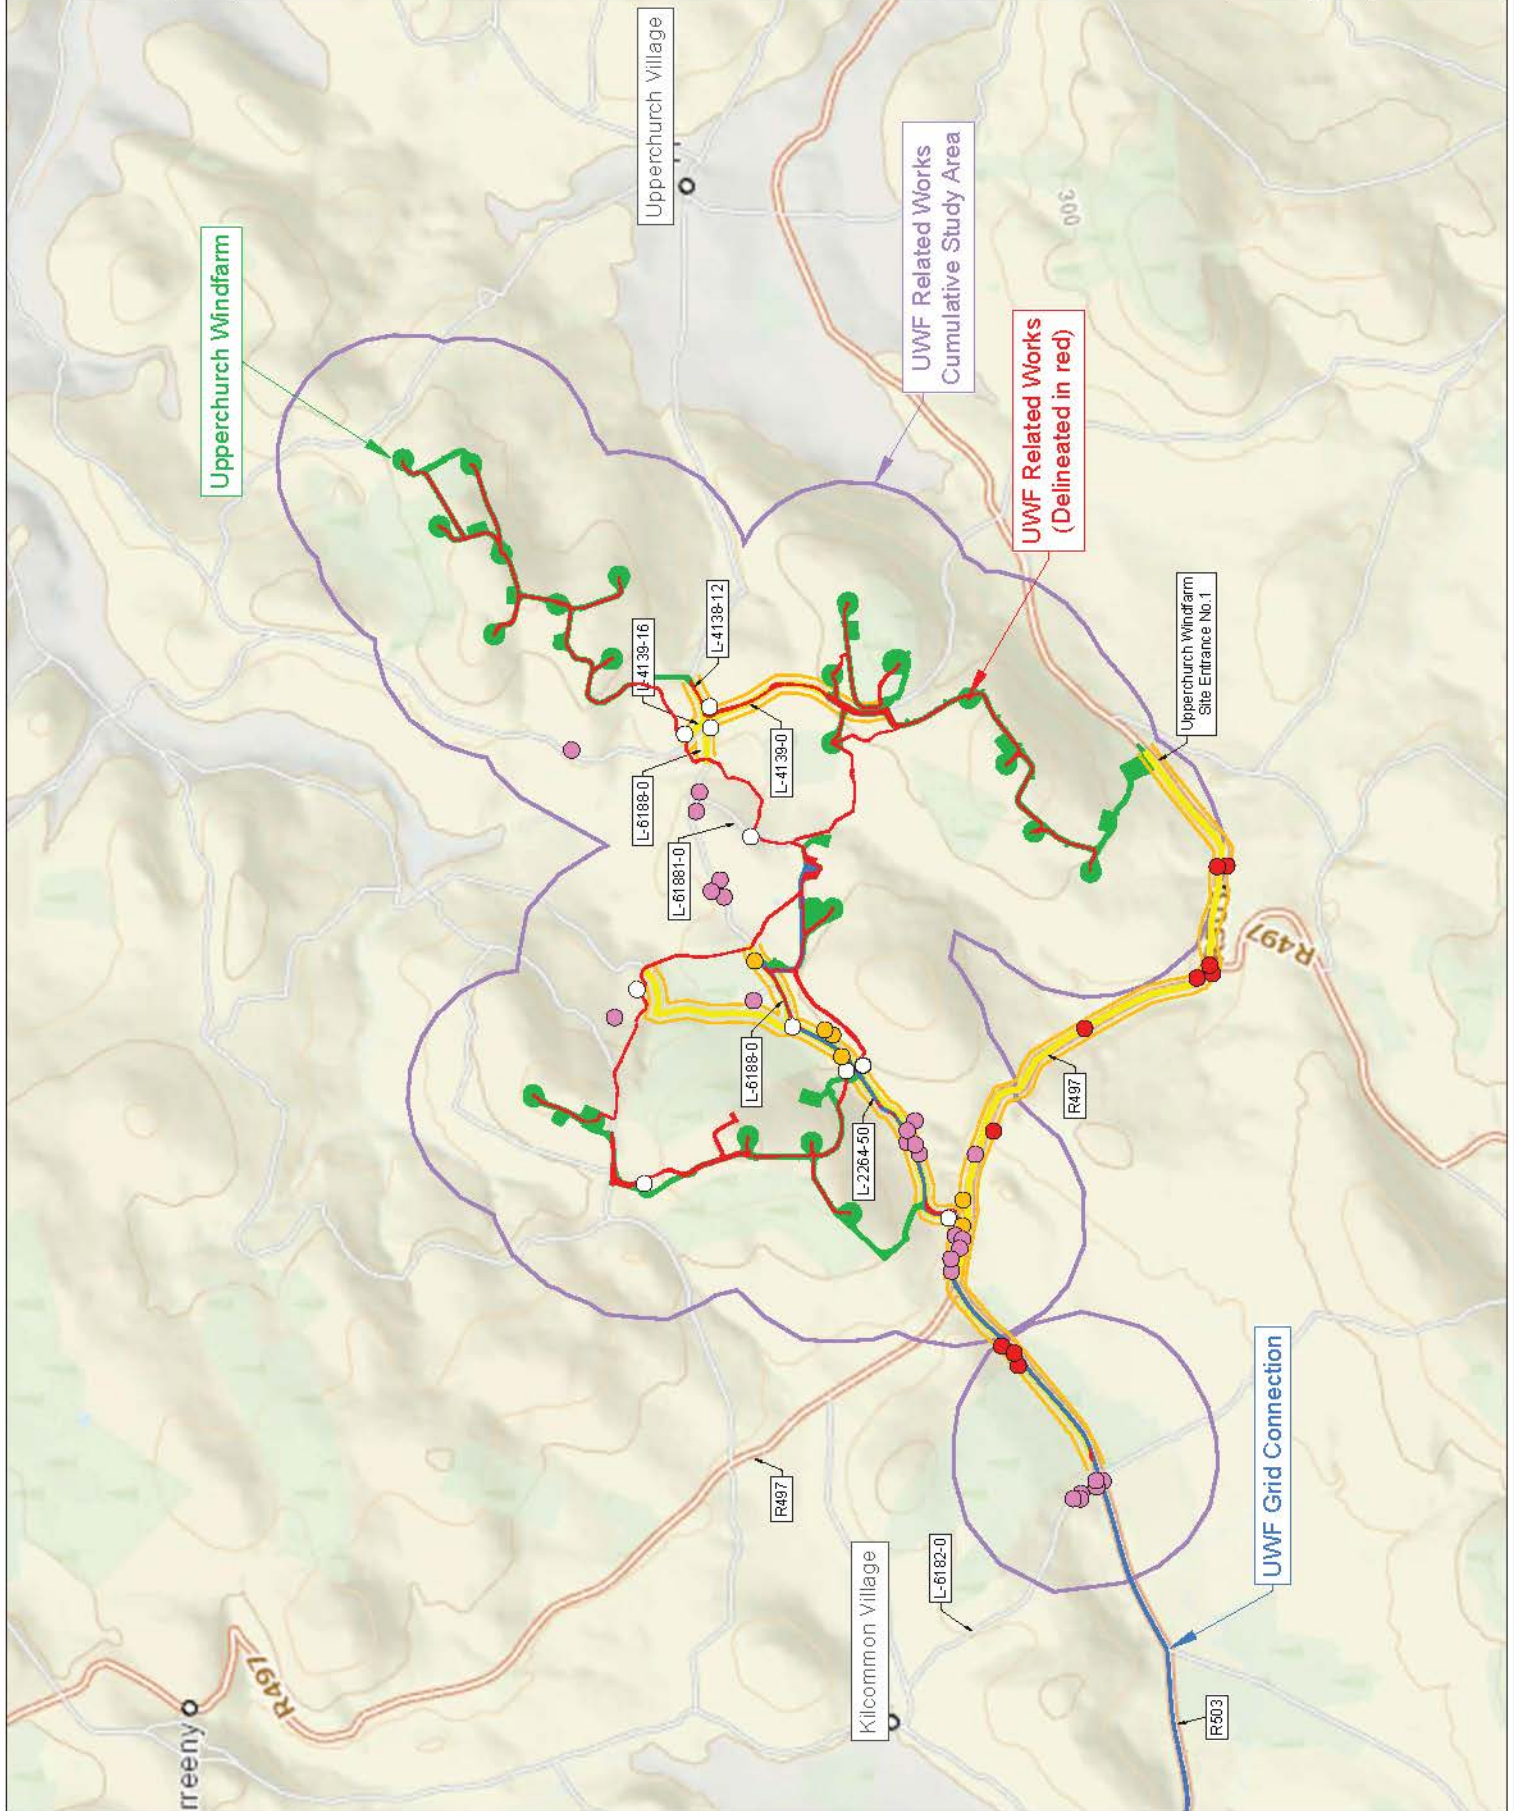 Upperchurch Village
Upperchurch Windfarm
UWF Related Works
Cumulative Study Area
300
UWF Related Works
(Delineated in red)
Upperchurch Windfarm
Site Entrance No.1
L-4138-12
L-4139-16
L-4139-0
L-6188-0
L-61881-0
R497
L-6188-0
R497
L-2264-50
R497
UWF Grid Connection
L-6182-0
Kilcommon Village
R497
rreeny
R503